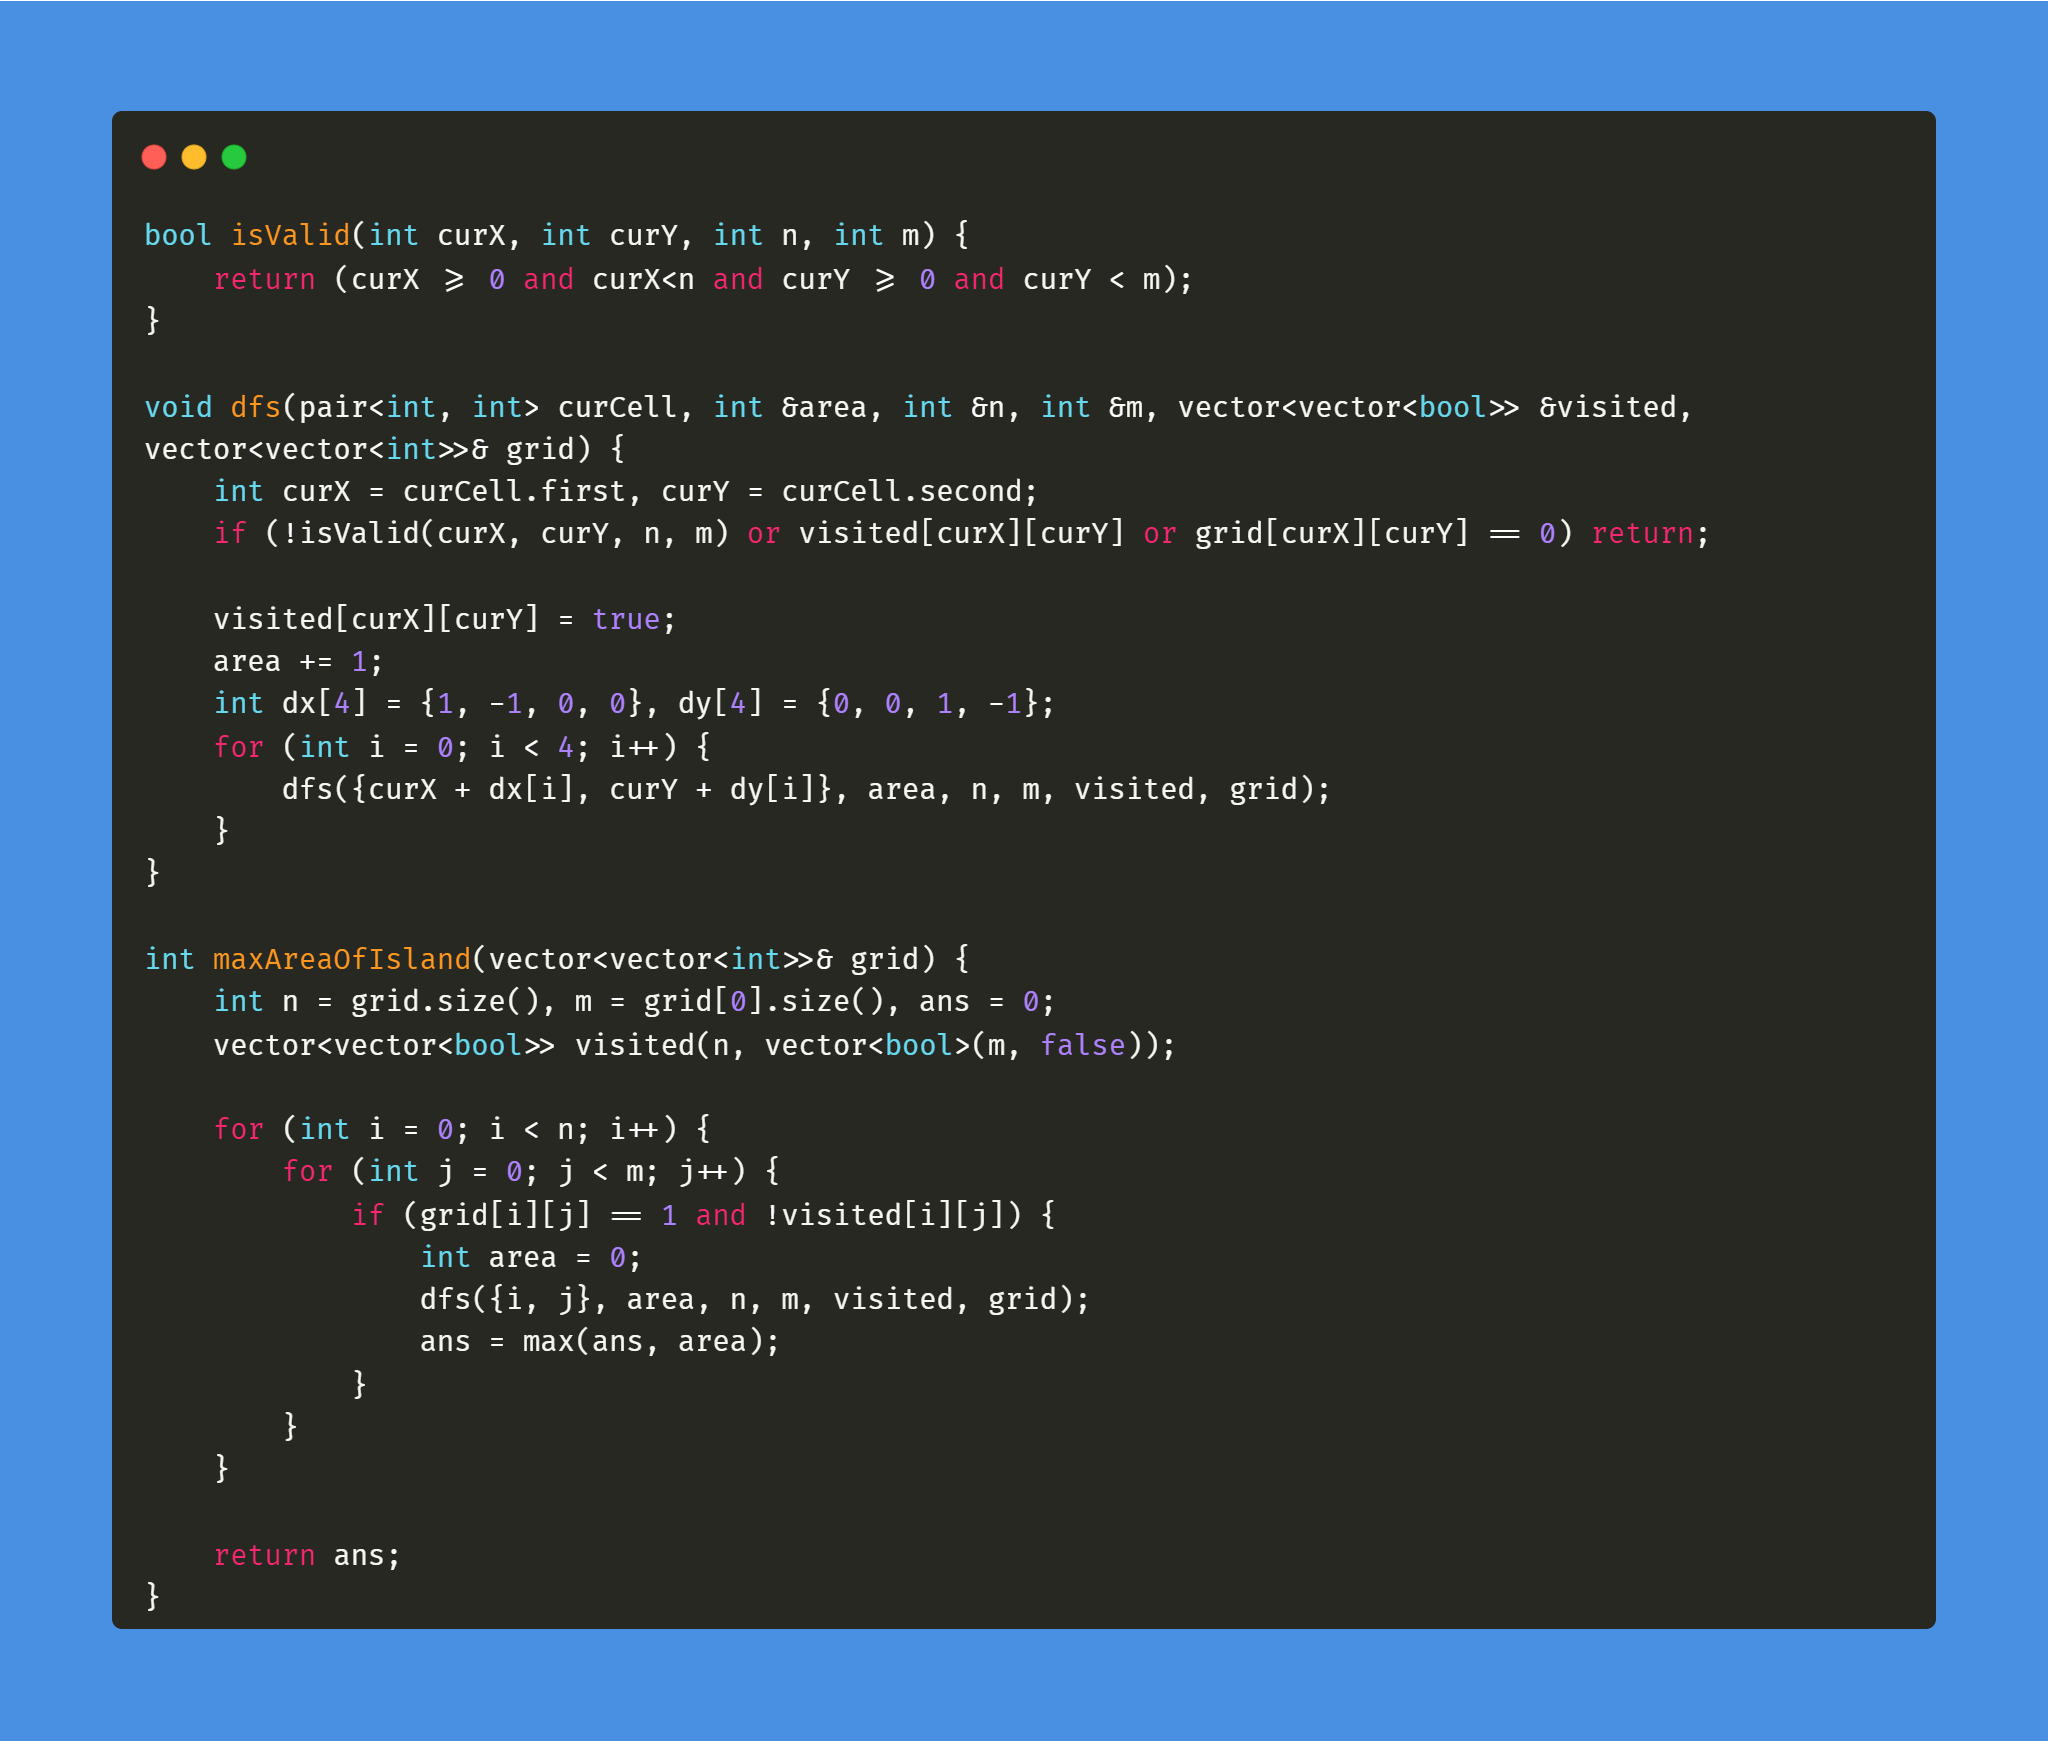 bool isValid(int curX, int curY, int n, int m) {
    return (curX >= 0 and curX<n and curY >= 0 and curY < m);
}

void dfs(pair<int, int> curCell, int &area, int &n, int &m, vector<vector<bool>> &visited,
vector<vector<int>>& grid) {
    int curX = curCell.first, curY = curCell.second;
    if (!isValid(curX, curY, n, m) or visited[curX][curY] or grid[curX][curY] == 0) return;

    visited[curX][curY] = true;
    area += 1;
    int dx[4] = {1, -1, 0, 0}, dy[4] = {0, 0, 1, -1};
    for (int i = 0; i < 4; i++) {
        dfs({curX + dx[i], curY + dy[i]}, area, n, m, visited, grid);
    }
}

int maxAreaOfIsland(vector<vector<int>>& grid) {
    int n = grid.size(), m = grid[0].size(), ans = 0;
    vector<vector<bool>> visited(n, vector<bool>(m, false));

    for (int i = 0; i < n; i++) {
        for (int j = 0; j < m; j++) {
            if (grid[i][j] == 1 and !visited[i][j]) {
                int area = 0;
                dfs({i, j}, area, n, m, visited, grid);
                ans = max(ans, area);
            }
        }
    }

    return ans;
}